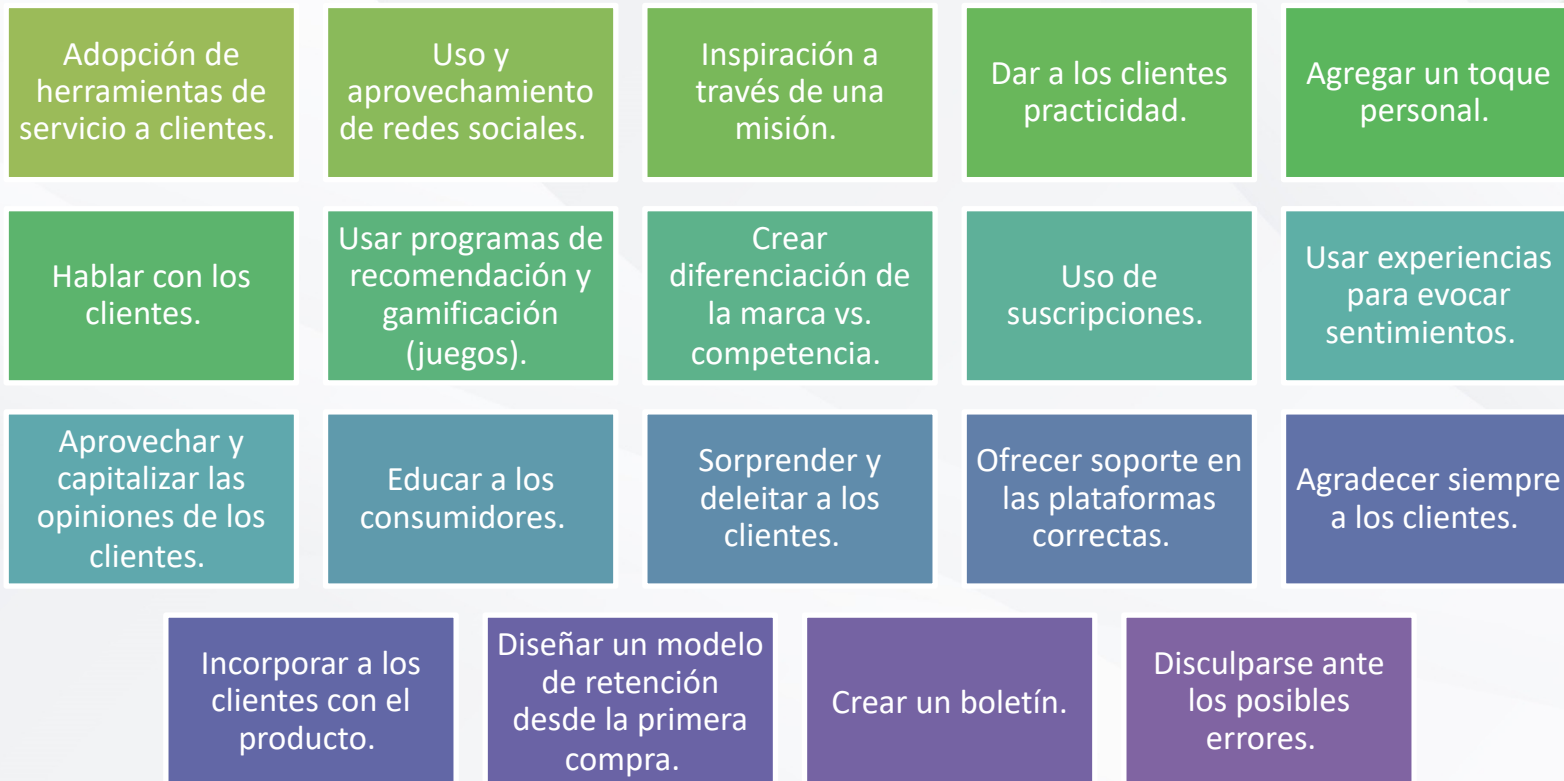 Adopción de
herramientas de
servicio a clientes.
Uso y
aprovechamiento
de redes sociales.
Inspiración a
través de una
misión.
Dar a los clientes
practicidad.
Agregar un toque
personal.
Hablar con los
clientes.
Usar programas de
recomendación y
gamificación
(juegos).
Crear
diferenciación de
la marca vs.
competencia.
Uso de
suscripciones.
Usar experiencias
para evocar
sentimientos.
Aprovechar y
capitalizar las
opiniones de los
clientes.
Educar a los
consumidores.
Sorprender y
deleitar a los
clientes.
Ofrecer soporte en
las plataformas
correctas.
Agradecer siempre
a los clientes.
Incorporar a los
clientes con el
producto.
Diseñar un modelo
de retención
desde la primera
compra.
Crear un boletín.
Disculparse ante
los posibles
errores.